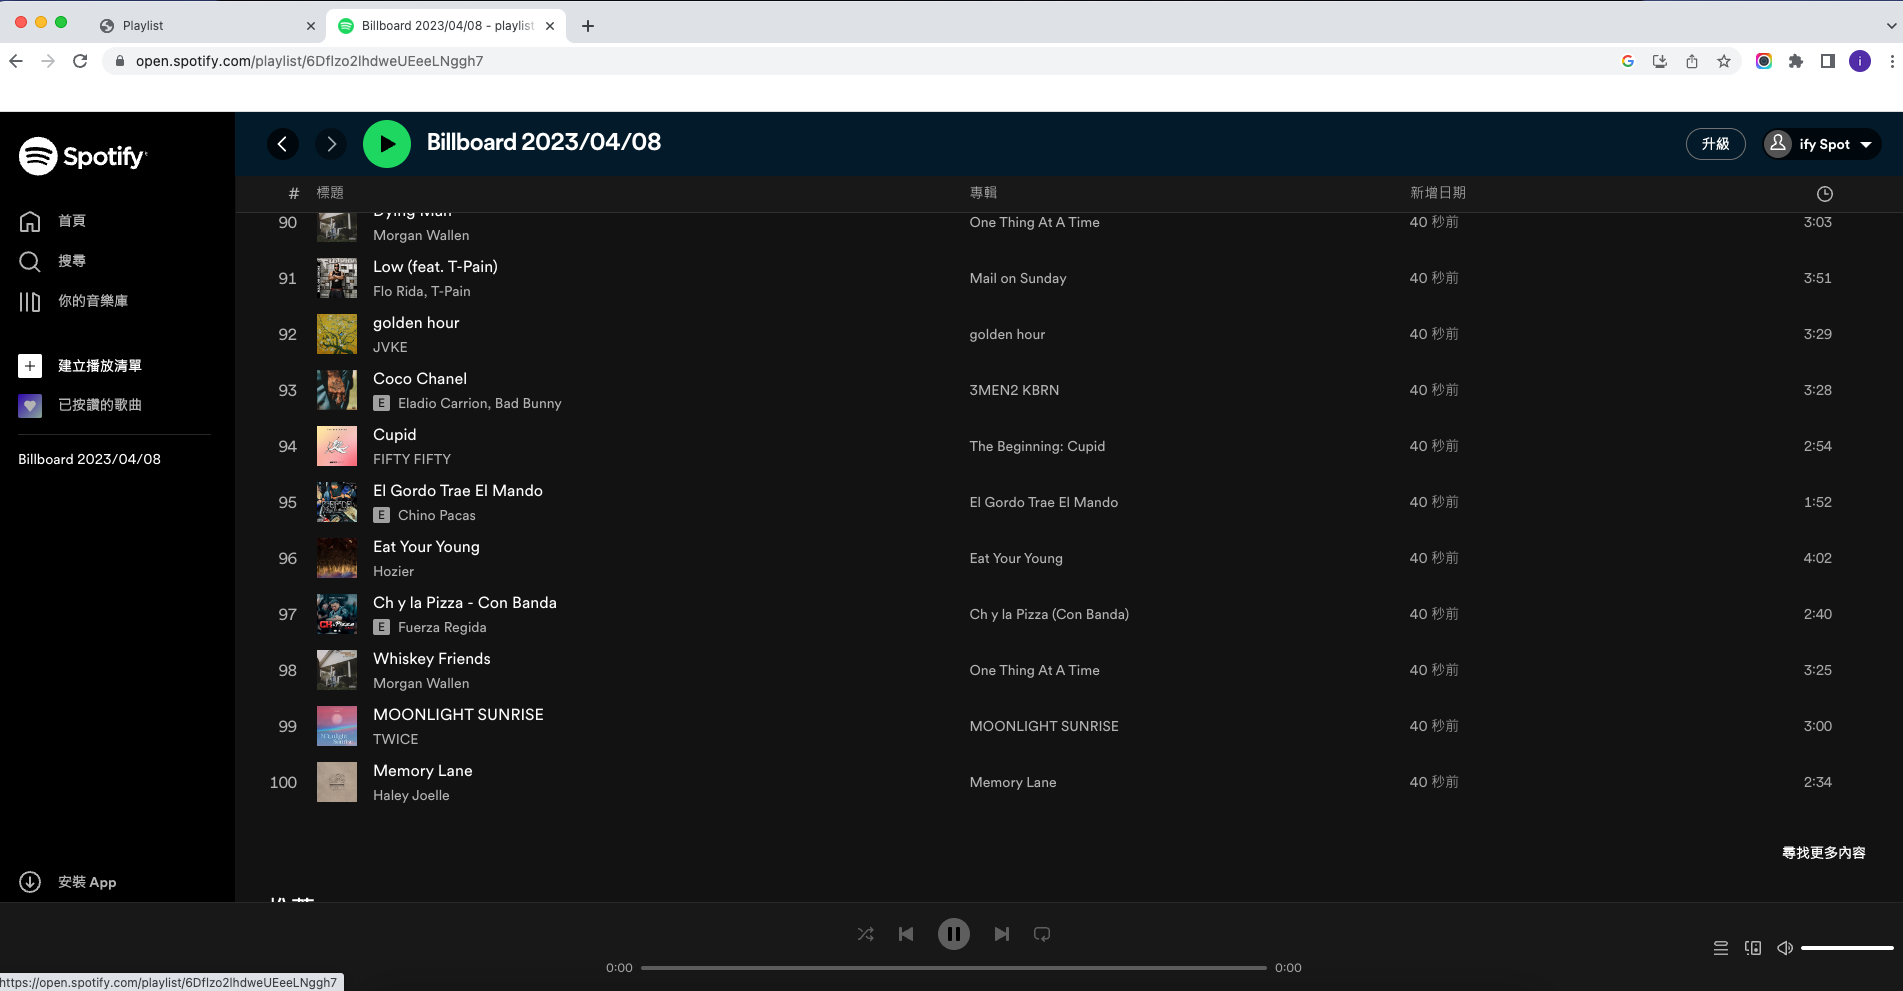 Playlist
Billboard 2023/04/08 - playlist
open.spotify.com/playlist/6Dflzo2lhdweUEeeLNggh7
G
i
Spotify
Billboard 2023/04/08
升級
ify Spot
首頁
搜尋
你的音樂庫
建立播放清單
已按讚的歌曲
Billboard 2023/04/08
安裝 App
# 標題 專輯 新增日期
90 Dying Man One Thing At A Time 40 秒前 3:03
Morgan Wallen
91 Low (feat. T-Pain) Mail on Sunday 40 秒前 3:51
Flo Rida, T-Pain
92 golden hour golden hour 40 秒前 3:29
JVKE
93 Coco Chanel 3MEN2 KBRN 40 秒前 3:28
E Eladio Carrion, Bad Bunny
94 Cupid The Beginning: Cupid 40 秒前 2:54
FIFTY FIFTY
95 El Gordo Trae El Mando El Gordo Trae El Mando 40 秒前 1:52
E Chino Pacas
96 Eat Your Young Eat Your Young 40 秒前 4:02
Hozier
97 Ch y la Pizza - Con Banda Ch y la Pizza (Con Banda) 40 秒前 2:40
E Fuerza Regida
98 Whiskey Friends One Thing At A Time 40 秒前 3:25
Morgan Wallen
99 MOONLIGHT SUNRISE MOONLIGHT SUNRISE 40 秒前 3:00
TWICE
100 Memory Lane Memory Lane 40 秒前 2:34
Haley Joelle
尋找更多內容
0:00 0:00
https://open.spotify.com/playlist/6Dflzo2lhdweUEeeLNggh7